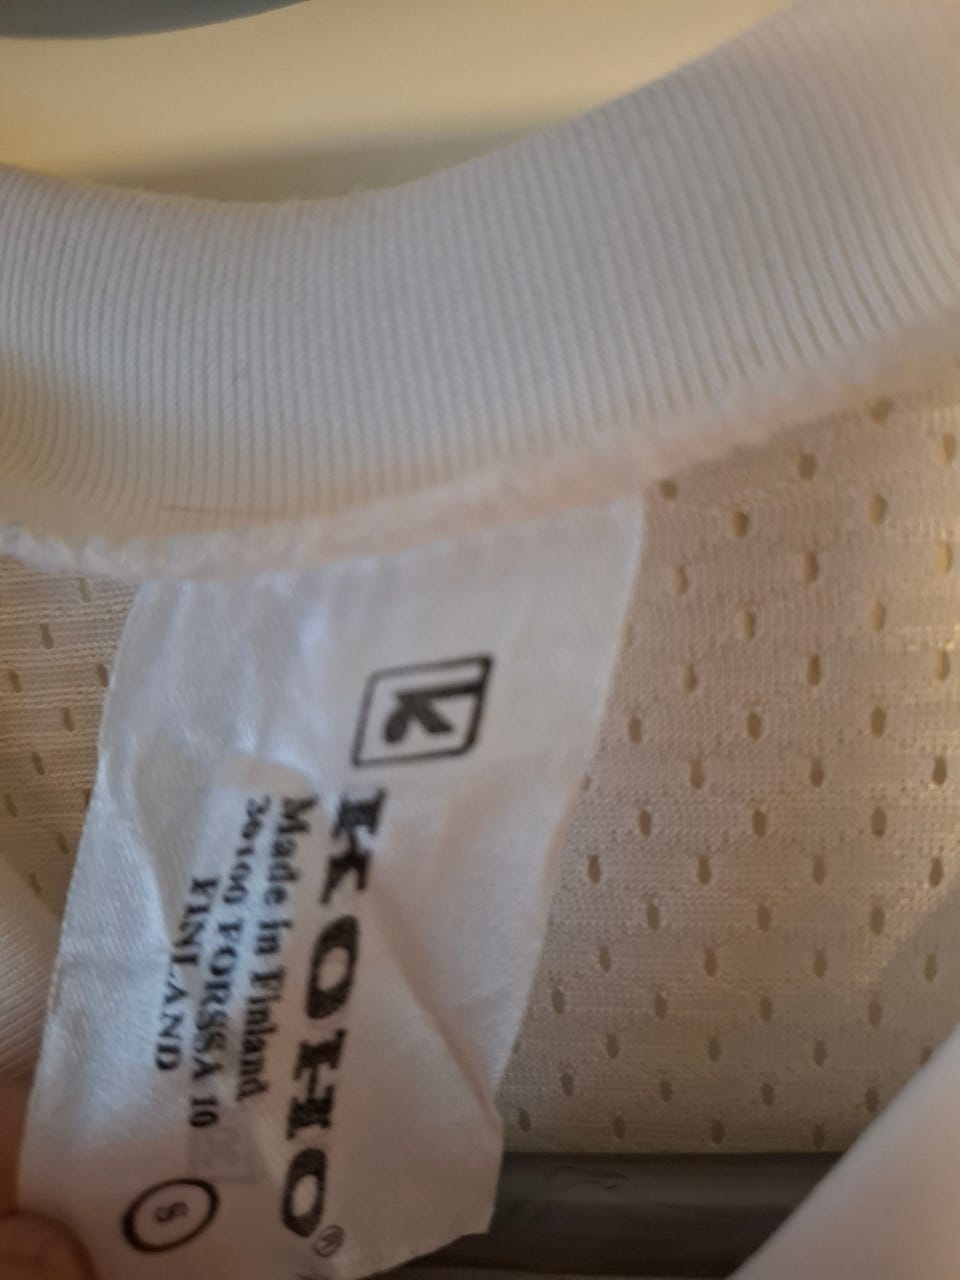 K
KOHO®
Made in Finland
30100 FORSSA 10
FINLAND
S